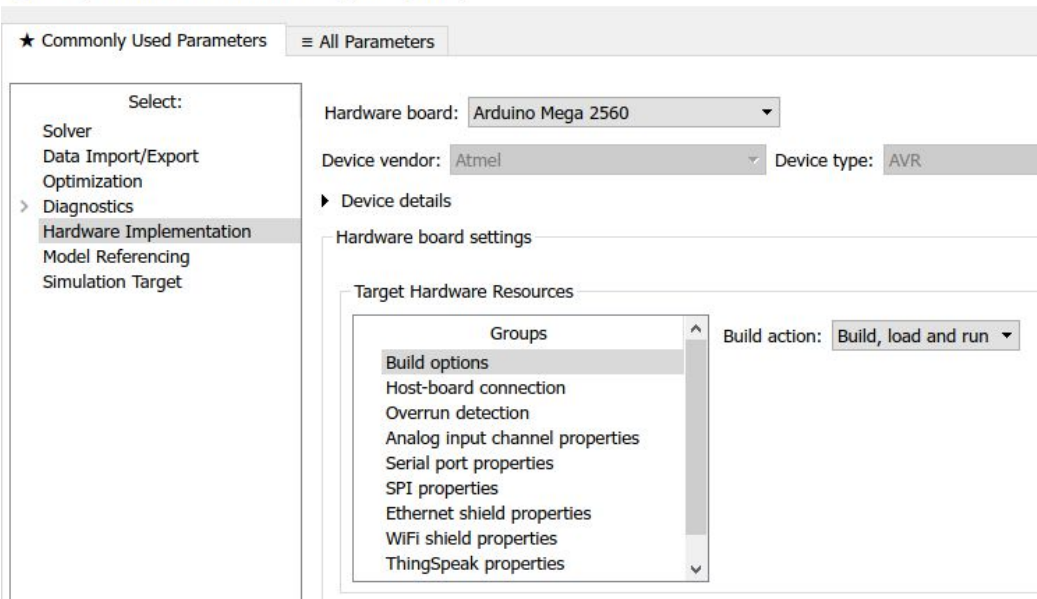 ★ Commonly Used Parameters
≡ All Parameters
Select:
Solver
Data Import/Export
Optimization
Diagnostics
Hardware Implementation
Model Referencing
Simulation Target
Hardware board: Arduino Mega 2560
Device vendor: Atmel Device type: AVR
Device details
Hardware board settings
Target Hardware Resources
Groups
Build options
Host-board connection
Overrun detection
Analog input channel properties
Serial port properties
SPI properties
Ethernet shield properties
WiFi shield properties
ThingSpeak properties
Build action: Build, load and run